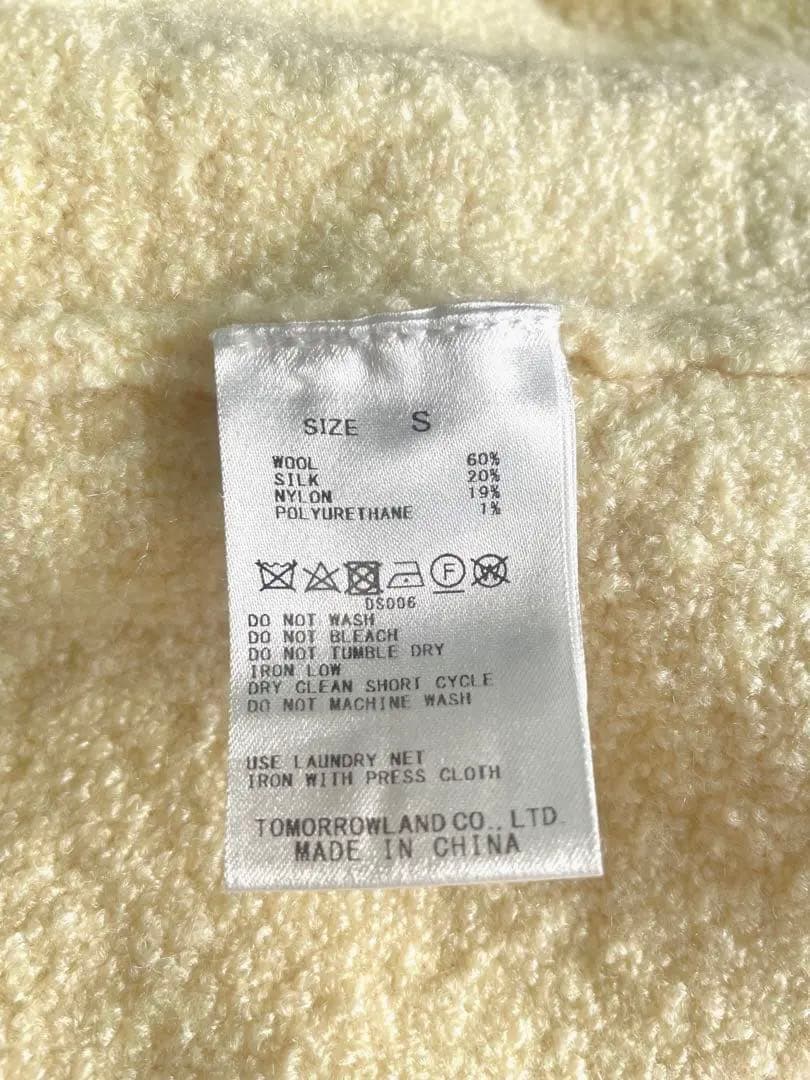 SIZE S
WOOL 60%
SILK 20%
NYLON 19%
POLYURETHANE 1%
F W
DS006
DO NOT WASH
DO NOT BLEACH
DO NOT TUMBLE DRY
IRON LOW
DRY CLEAN SHORT CYCLE
DO NOT MACHINE WASH
USE LAUNDRY NET
IRON WITH PRESS CLOTH
TOMORROWLAND CO., LTD.
MADE IN CHINA